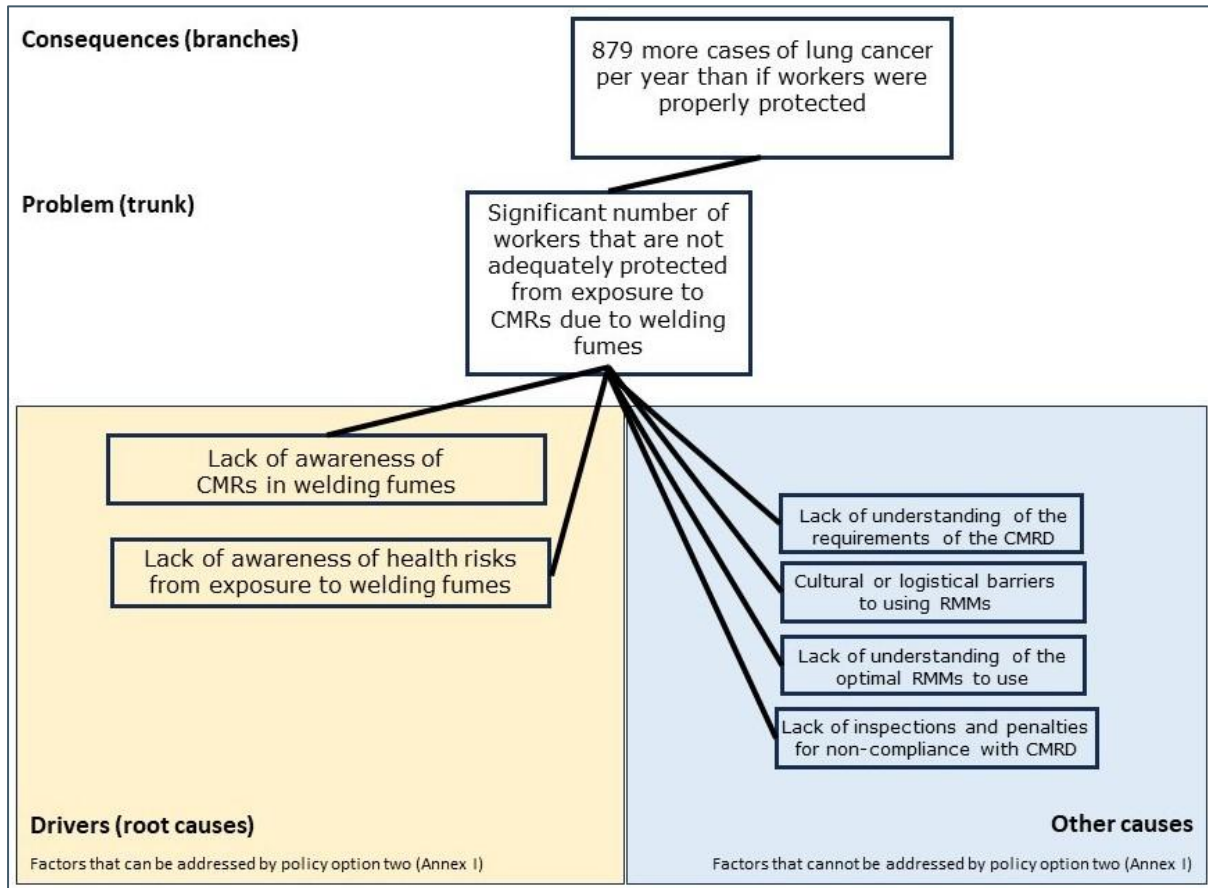 Consequences (branches)
879 more cases of lung cancer
per year than if workers were
properly protected
Problem (trunk)
Significant number of
workers that are not
adequately protected
from exposure to
CMRs due to welding
fumes
Lack of awareness of
CMRs in welding fumes
Lack of awareness of health risks
from exposure to welding fumes
Lack of understanding of the
requirements of the CMRD
Cultural or logistical barriers
to using RMMs
Lack of understanding of the
optimal RMMs to use
Lack of inspections and penalties
for non-compliance with CMRD
Drivers (root causes)
Factors that can be addressed by policy option two (Annex I)
Other causes
Factors that cannot be addressed by policy option two (Annex I)